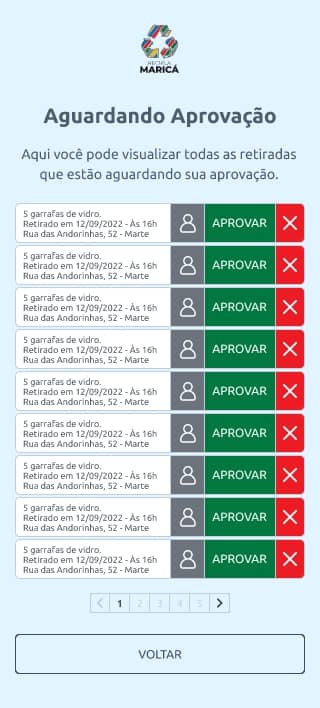 RECICLA
MARICÁ
Aguardando Aprovação
Aqui você pode visualizar todas as retiradas
que estão aguardando sua aprovação.
5 garrafas de vidro.
Retirado em 12/09/2022 - Às 16h
Rua das Andorinhas, 52 - Marte
APROVAR
5 garrafas de vidro.
Retirado em 12/09/2022 - Às 16h
Rua das Andorinhas, 52 - Marte
APROVAR
5 garrafas de vidro.
Retirado em 12/09/2022 - Às 16h
Rua das Andorinhas, 52 - Marte
APROVAR
5 garrafas de vidro.
Retirado em 12/09/2022 - Às 16h
Rua das Andorinhas, 52 - Marte
APROVAR
5 garrafas de vidro.
Retirado em 12/09/2022 - Às 16h
Rua das Andorinhas, 52 - Marte
APROVAR
5 garrafas de vidro.
Retirado em 12/09/2022 - Às 16h
Rua das Andorinhas, 52 - Marte
APROVAR
5 garrafas de vidro.
Retirado em 12/09/2022 - Às 16h
Rua das Andorinhas, 52 - Marte
APROVAR
5 garrafas de vidro.
Retirado em 12/09/2022 - Às 16h
Rua das Andorinhas, 52 - Marte
APROVAR
5 garrafas de vidro.
Retirado em 12/09/2022 - Às 16h
Rua das Andorinhas, 52 - Marte
APROVAR
1 2 3 4 5
VOLTAR